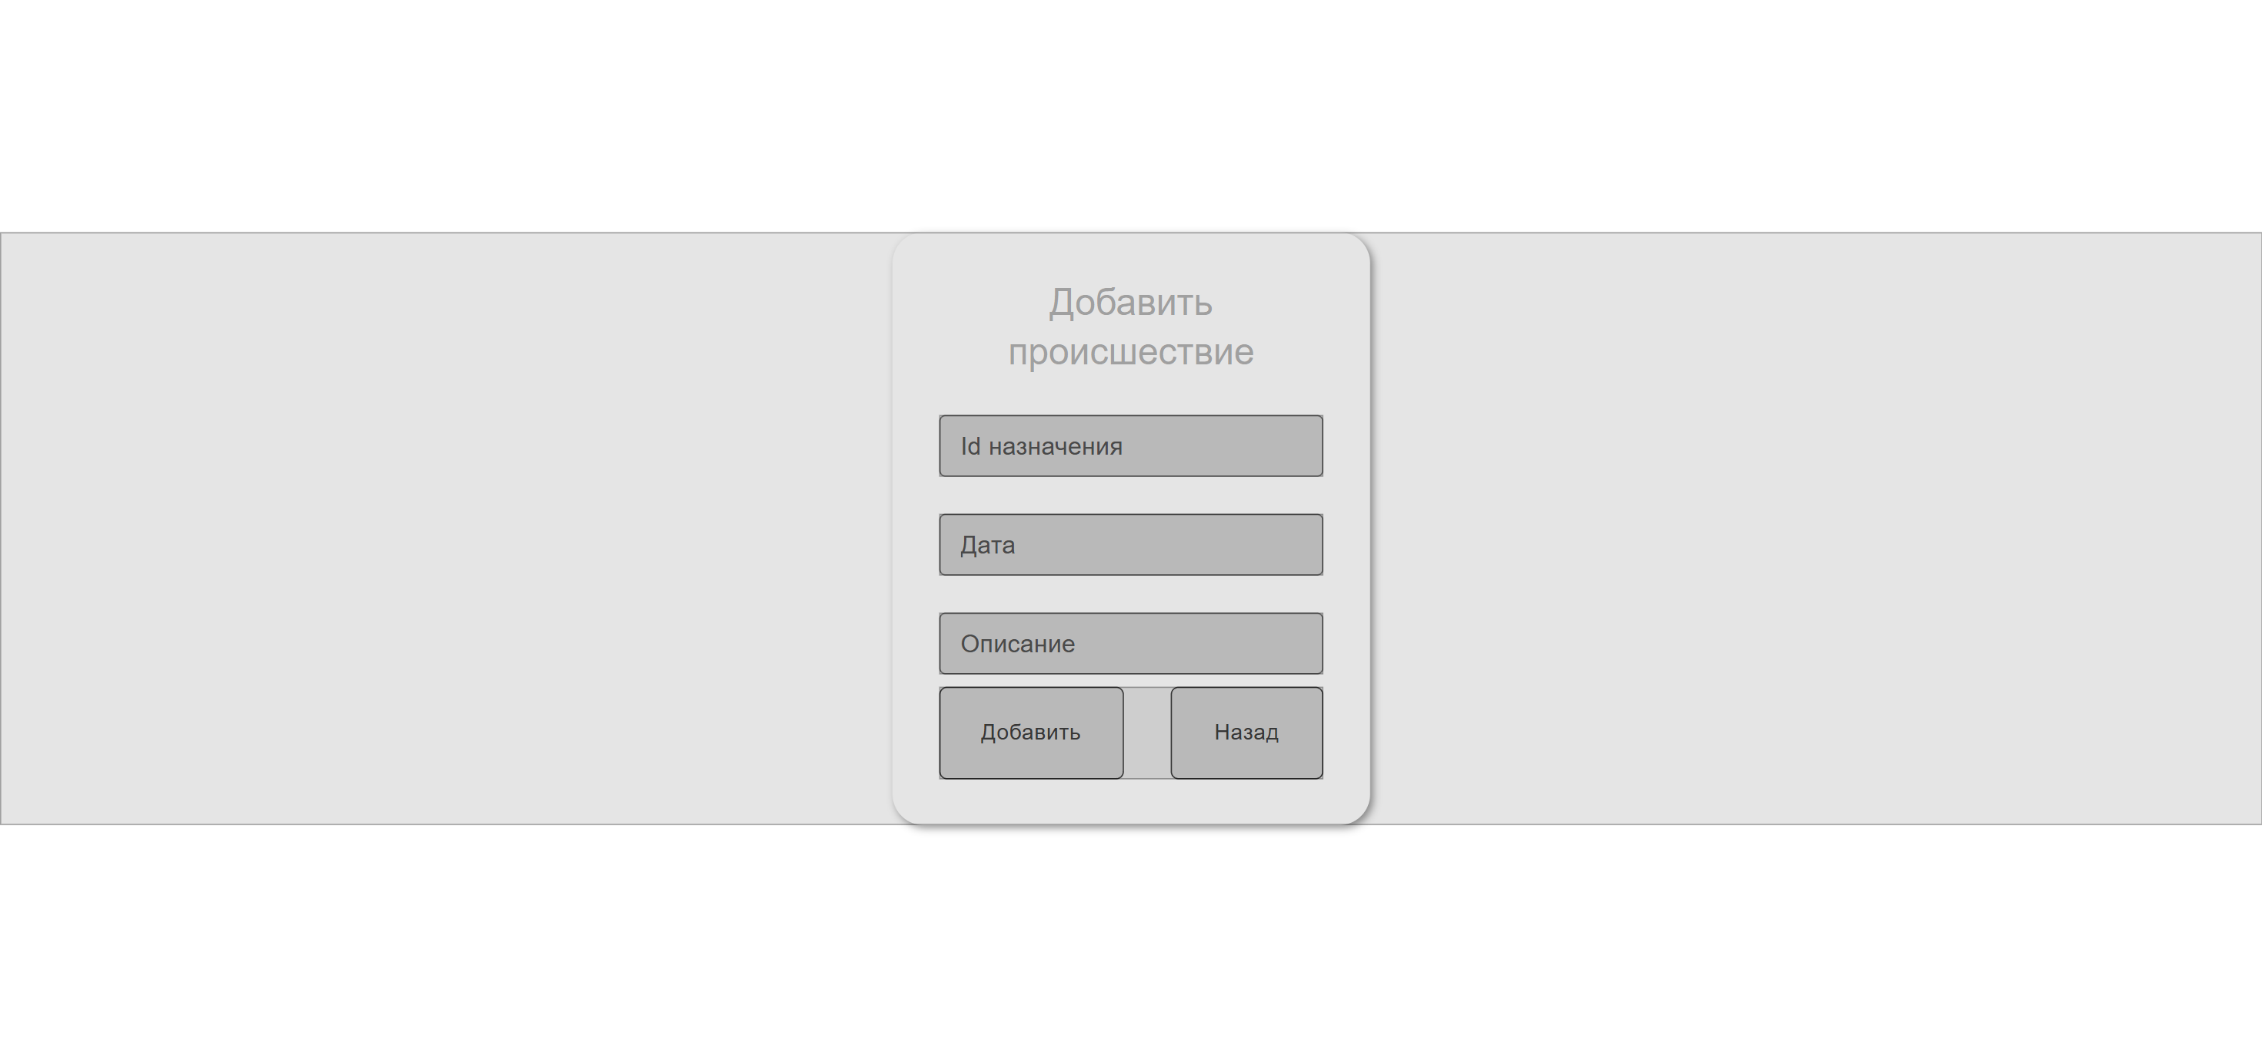 Добавить
происшествие
Id назначения
Дата
Описание
Добавить Назад